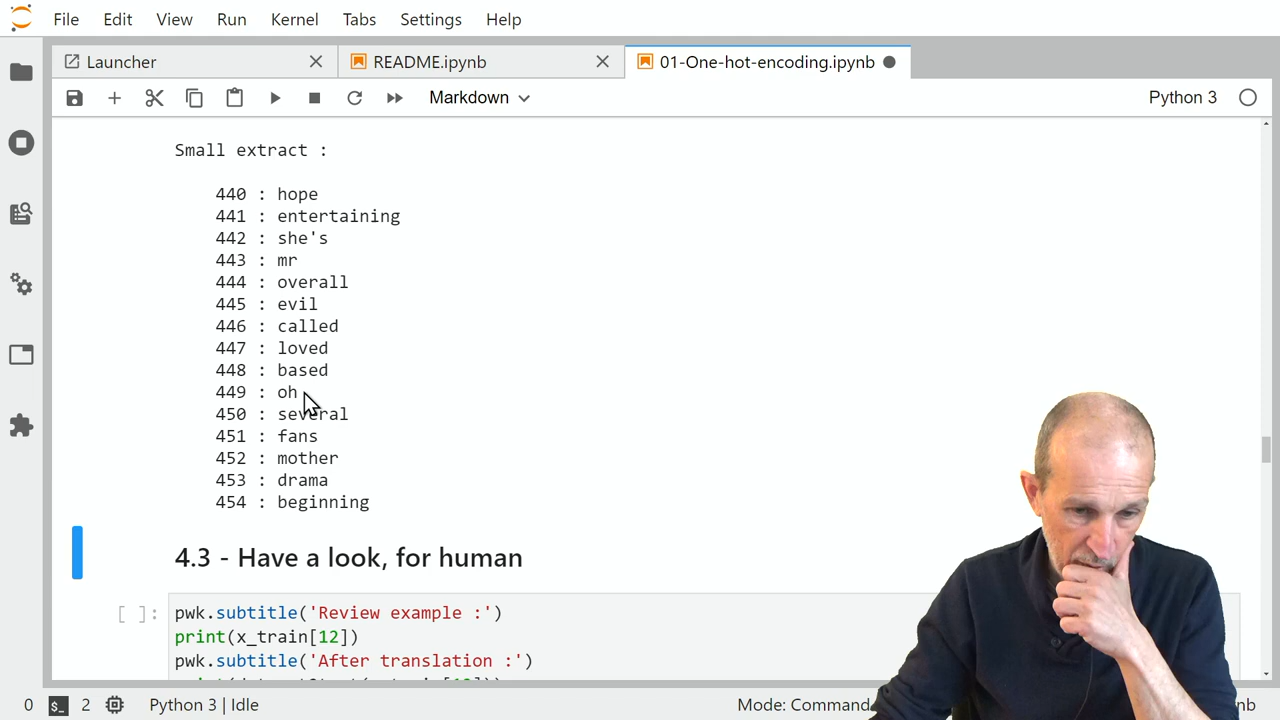 File Edit View Run Kernel Tabs Settings Help
Launcher README.ipynb 01-One-hot-encoding.ipynb
Markdown Python 3
Small extract :
440 : hope
441 : entertaining
442 : she's
443 : mr
444 : overall
445 : evil
446 : called
447 : loved
448 : based
449 : oh
450 : several
451 : fans
452 : mother
453 : drama
454 : beginning
4.3 - Have a look, for human
[ ]: pwk.subtitle('Review example :')
print(x_train[12])
pwk.subtitle('After translation :')
0 $_ 2 Python 3 | Idle Mode: Command nb